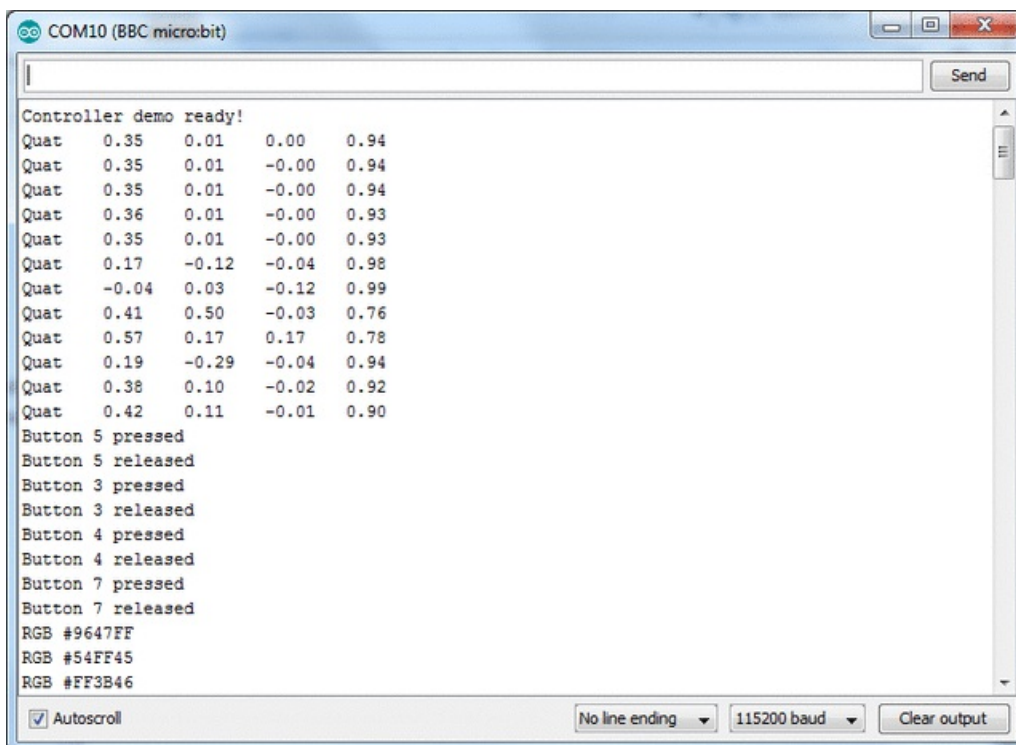 COM10 (BBC micro:bit)
Send
Controller demo ready!
Quat 0.35 0.01 0.00 0.94
Quat 0.35 0.01 -0.00 0.94
Quat 0.35 0.01 -0.00 0.94
Quat 0.36 0.01 -0.00 0.93
Quat 0.35 0.01 -0.00 0.93
Quat 0.17 -0.12 -0.04 0.98
Quat -0.04 0.03 -0.12 0.99
Quat 0.41 0.50 -0.03 0.76
Quat 0.57 0.17 0.17 0.78
Quat 0.19 -0.29 -0.04 0.94
Quat 0.38 0.10 -0.02 0.92
Quat 0.42 0.11 -0.01 0.90
Button 5 pressed
Button 5 released
Button 3 pressed
Button 3 released
Button 4 pressed
Button 4 released
Button 7 pressed
Button 7 released
RGB #9647FF
RGB #54FF45
RGB #FF3B46
Autoscroll No line ending 115200 baud Clear output